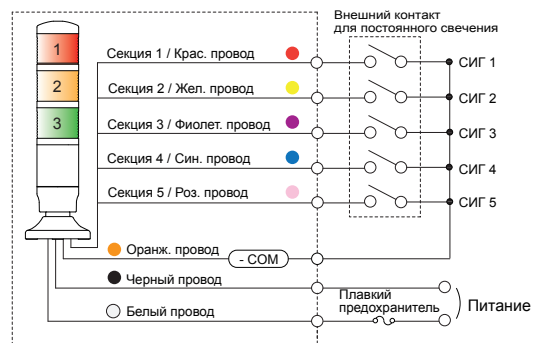 Внешний контакт
для постоянного свечения
1
2
3
Секция 1 / Крас. провод
СИГ 1
Секция 2 / Жел. провод
СИГ 2
Секция 3 / Фиолет. провод
СИГ 3
Секция 4 / Син. провод
СИГ 4
Секция 5 / Роз. провод
СИГ 5
Оранж. провод
- COM
Черный провод
Плавкий
предохранитель
Питание
Белый провод